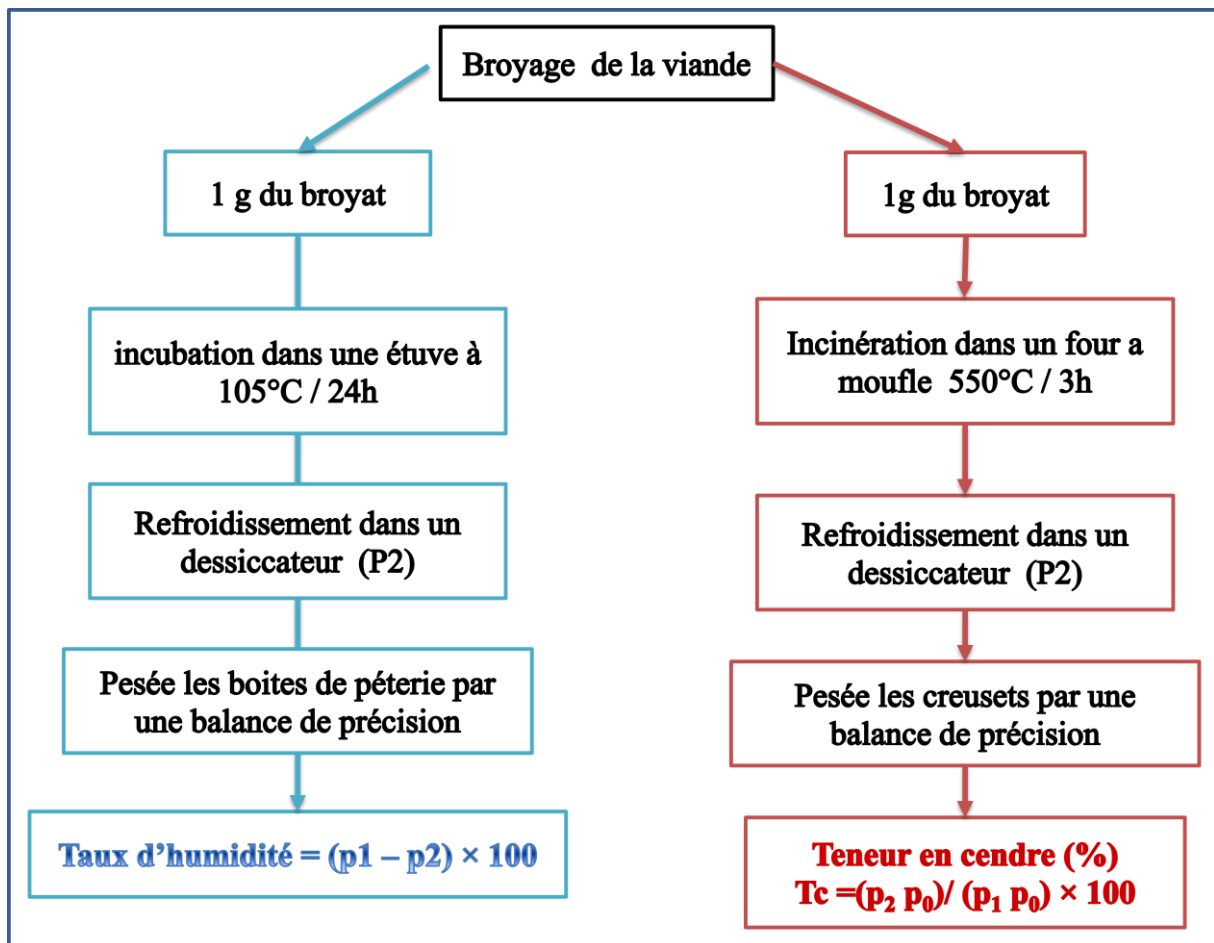 Broyage de la viande
1 g du broyat
incubation dans une étuve à
105°C / 24h
Refroidissement dans un
dessiccateur (P2)
Pesée les boites de péterie par
une balance de précision
Taux d’humidité = (p1 – p2) × 100
1g du broyat
Incinération dans un four a
moufle 550°C / 3h
Refroidissement dans un
dessiccateur (P2)
Pesée les creusets par une
balance de précision
Teneur en cendre (%)
Tc =(p₂ p₀)/ (p₁ p₀) × 100